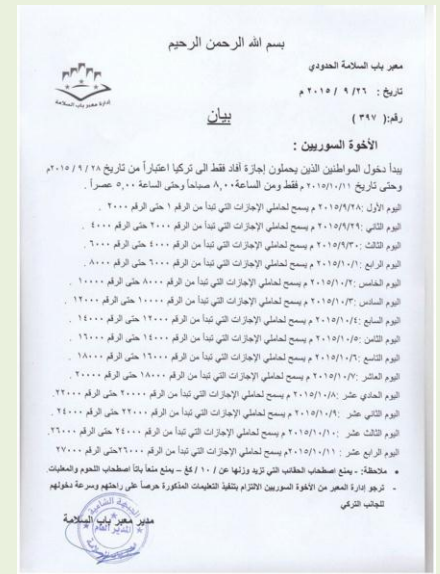 بسم الله الرحمن الرحيم
معبر باب السلامة الحدودي
إدارة معبر باب السلامة
تاريخ : ٢٦/ ٩ / ٢٠١٥ م
رقم:( ٣٩٧ )
بيان
الأخوة السوريين :
يبدأ دخول المواطنين الذين يحملون إجازة أفاد فقط الى تركيا اعتباراً من تاريخ ٢٨ / ٩ / ٢٠١٥م
وحتى تاريخ ٢٠١٥/١٠/١١ م فقط ومن الساعة ٨,٠٠ صباحاً وحتى الساعة ٥,٠٠ عصراً .
اليوم الأول :٢٠١٥/٩/٢٨ م يسمح لحاملي الإجازات التي تبدأ من الرقم ١ حتى الرقم ٢٠٠٠ .
اليوم الثاني :٢٠١٥/٩/٢٩ م يسمح لحاملي الإجازات التي تبدأ من الرقم ٢٠٠٠ حتى الرقم ٤٠٠٠ .
اليوم الثالث :٢٠١٥/٩/٣٠ م يسمح لحاملي الإجازات التي تبدأ من الرقم ٤٠٠٠ حتى الرقم ٦٠٠٠ .
اليوم الرابع :٢٠١٥/١٠/١ م يسمح لحاملي الإجازات التي تبدأ من الرقم ٦٠٠٠ حتى الرقم ٨٠٠٠ .
اليوم الخامس :٢٠١٥/١٠/٢ م يسمح لحاملي الإجازات التي تبدأ من الرقم ٨٠٠٠ حتى الرقم ١٠٠٠٠ .
اليوم السادس :٢٠١٥/١٠/٣ م يسمح لحاملي الإجازات التي تبدأ من الرقم ١٠٠٠٠ حتى الرقم ١٢٠٠٠ .
اليوم السابع :٢٠١٥/١٠/٤ م يسمح لحاملي الإجازات التي تبدأ من الرقم ١٢٠٠٠ حتى الرقم ١٤٠٠٠ .
اليوم الثامن :٢٠١٥/١٠/٥ م يسمح لحاملي الإجازات التي تبدأ من الرقم ١٤٠٠٠ حتى الرقم ١٦٠٠٠ .
اليوم التاسع :٢٠١٥/١٠/٦ م يسمح لحاملي الإجازات التي تبدأ من الرقم ١٦٠٠٠ حتى الرقم ١٨٠٠٠ .
اليوم العاشر :٢٠١٥/١٠/٧ م يسمح لحاملي الإجازات التي تبدأ من الرقم ١٨٠٠٠ حتى الرقم ٢٠٠٠٠ .
اليوم الحادي عشر :٢٠١٥/١٠/٨ م يسمح لحاملي الإجازات التي تبدأ من الرقم ٢٠٠٠٠ حتى الرقم ٢٢٠٠٠.
اليوم الثاني عشر :٢٠١٥/١٠/٩ م يسمح لحاملي الإجازات التي تبدأ من الرقم ٢٢٠٠٠ حتى الرقم ٢٤٠٠٠ .
اليوم الثالث عشر :٢٠١٥/١٠/١٠ م يسمح لحاملي الإجازات التي تبدأ من الرقم ٢٤٠٠٠ حتى الرقم ٢٦٠٠٠.
اليوم الرابع عشر :٢٠١٥/١٠/١١م يسمح لحاملي الإجازات التي تبدأ من الرقم ٢٦٠٠٠حتى الرقم ٢٧٠٠٠
• ملاحظة: - يمنع اصطحاب الحقائب التي تزيد وزنها عن / ١٠ / كغ – يمنع منعاً باتاً اصطحاب اللحوم والمعلبات.
- ترجو إدارة المعبر من الأخوة السوريين الالتزام بتنفيذ التعليمات المذكورة حرصاً على راحتهم وسرعة دخولهم
للجانب التركي
مدير معبر باب السلامة
الجبهة الشامية
المدير العام